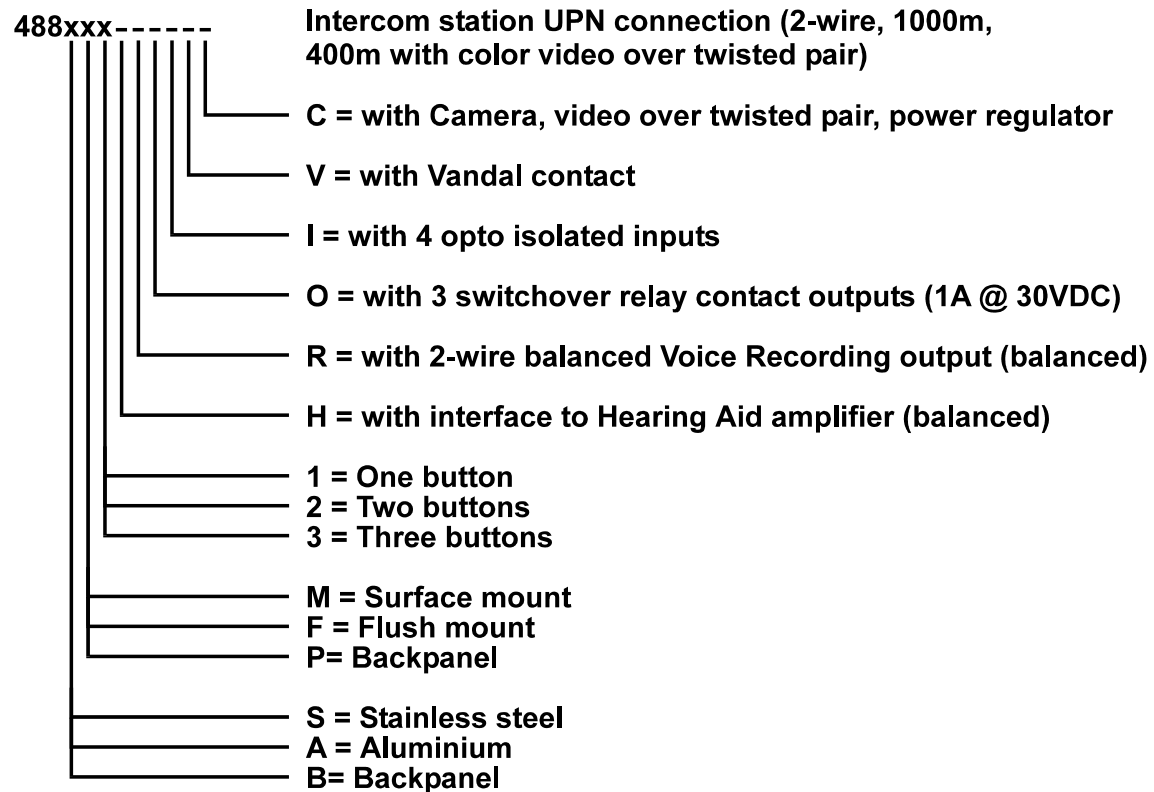 488xxx------ Intercom station UPN connection (2-wire, 1000m,
400m with color video over twisted pair)
C = with Camera, video over twisted pair, power regulator
V = with Vandal contact
I = with 4 opto isolated inputs
O = with 3 switchover relay contact outputs (1A @ 30VDC)
R = with 2-wire balanced Voice Recording output (balanced)
H = with interface to Hearing Aid amplifier (balanced)
1 = One button
2 = Two buttons
3 = Three buttons
M = Surface mount
F = Flush mount
P= Backpanel
S = Stainless steel
A = Aluminium
B= Backpanel